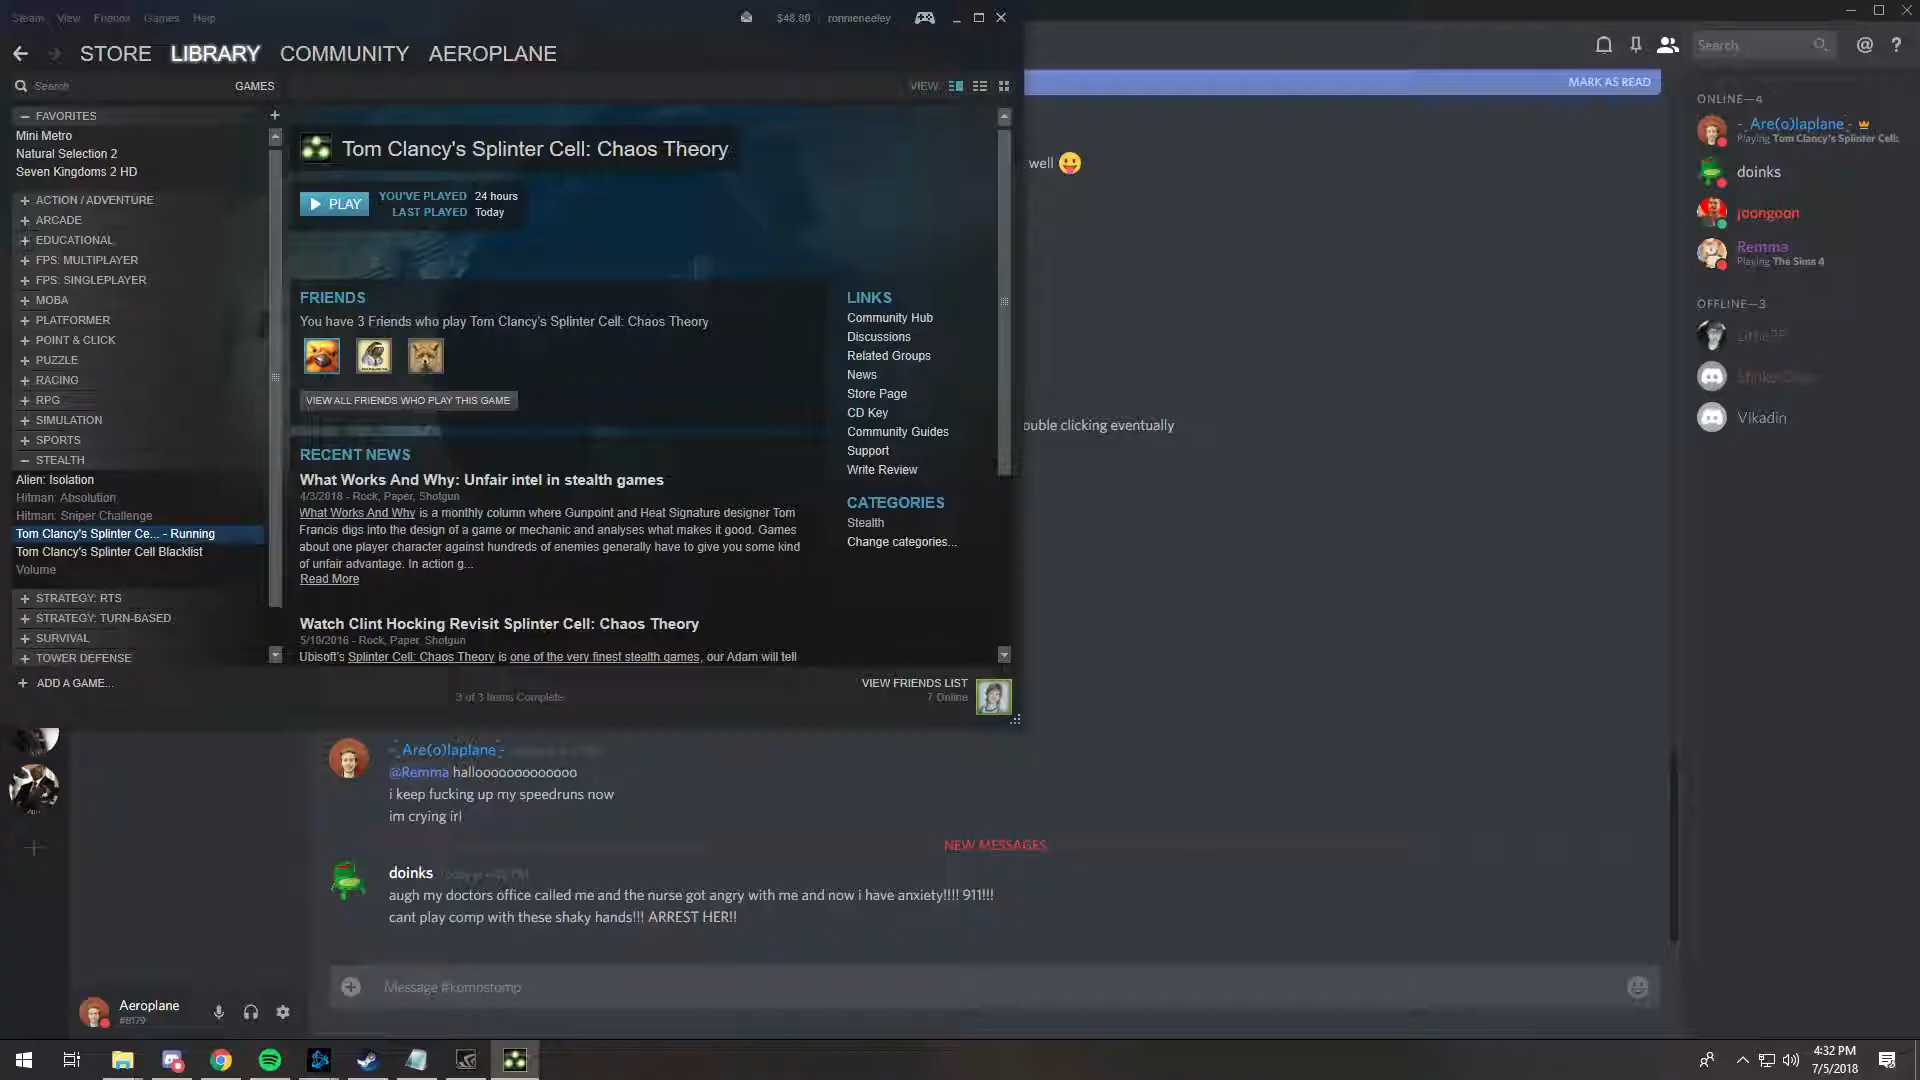 Steam View Friends Games Help
$48.80 ronnieneeley
STORE LIBRARY COMMUNITY AEROPLANE
Search GAMES
VIEW:
FAVORITES
Mini Metro
Natural Selection 2
Seven Kingdoms 2 HD
ACTION / ADVENTURE
ARCADE
EDUCATIONAL
FPS: MULTIPLAYER
FPS: SINGLEPLAYER
MOBA
PLATFORMER
POINT & CLICK
PUZZLE
RACING
RPG
SIMULATION
SPORTS
STEALTH
Alien: Isolation
Hitman: Absolution
Hitman: Sniper Challenge
Tom Clancy's Splinter Ce... - Running
Tom Clancy's Splinter Cell Blacklist
Volume
STRATEGY: RTS
STRATEGY: TURN-BASED
SURVIVAL
TOWER DEFENSE
ADD A GAME...
Tom Clancy's Splinter Cell: Chaos Theory
PLAY
YOU'VE PLAYED 24 hours
LAST PLAYED Today
FRIENDS
You have 3 Friends who play Tom Clancy's Splinter Cell: Chaos Theory
VIEW ALL FRIENDS WHO PLAY THIS GAME
RECENT NEWS
What Works And Why: Unfair intel in stealth games
4/3/2018 - Rock, Paper, Shotgun
What Works And Why is a monthly column where Gunpoint and Heat Signature designer Tom
Francis digs into the design of a game or mechanic and analyses what makes it good. Games
about one player character against hundreds of enemies generally have to give you some kind
of unfair advantage. In action g...
Read More
Watch Clint Hocking Revisit Splinter Cell: Chaos Theory
5/10/2016 - Rock, Paper, Shotgun
Ubisoft's Splinter Cell: Chaos Theory is one of the very finest stealth games, our Adam will tell
LINKS
Community Hub
Discussions
Related Groups
News
Store Page
CD Key
Community Guides
Support
Write Review
CATEGORIES
Stealth
Change categories...
3 of 3 Items Complete
VIEW FRIENDS LIST
7 Online
Search
MARK AS READ
well
ouble clicking eventually
ONLINE—4
-_Are(o)laplane_-
Playing Tom Clancy's Splinter Cell:
doinks
joongoon
Remma
Playing The Sims 4
OFFLINE—3
Vikadin
-_Are(o)laplane_-
@Remma halloooooooooooo
i keep fucking up my speedruns now
im crying irl
NEW MESSAGES
doinks
augh my doctors office called me and the nurse got angry with me and now i have anxiety!!!! 911!!!
cant play comp with these shaky hands!!! ARREST HER!!
Message #komostomp
Aeroplane
#8179
4:32 PM
7/5/2018